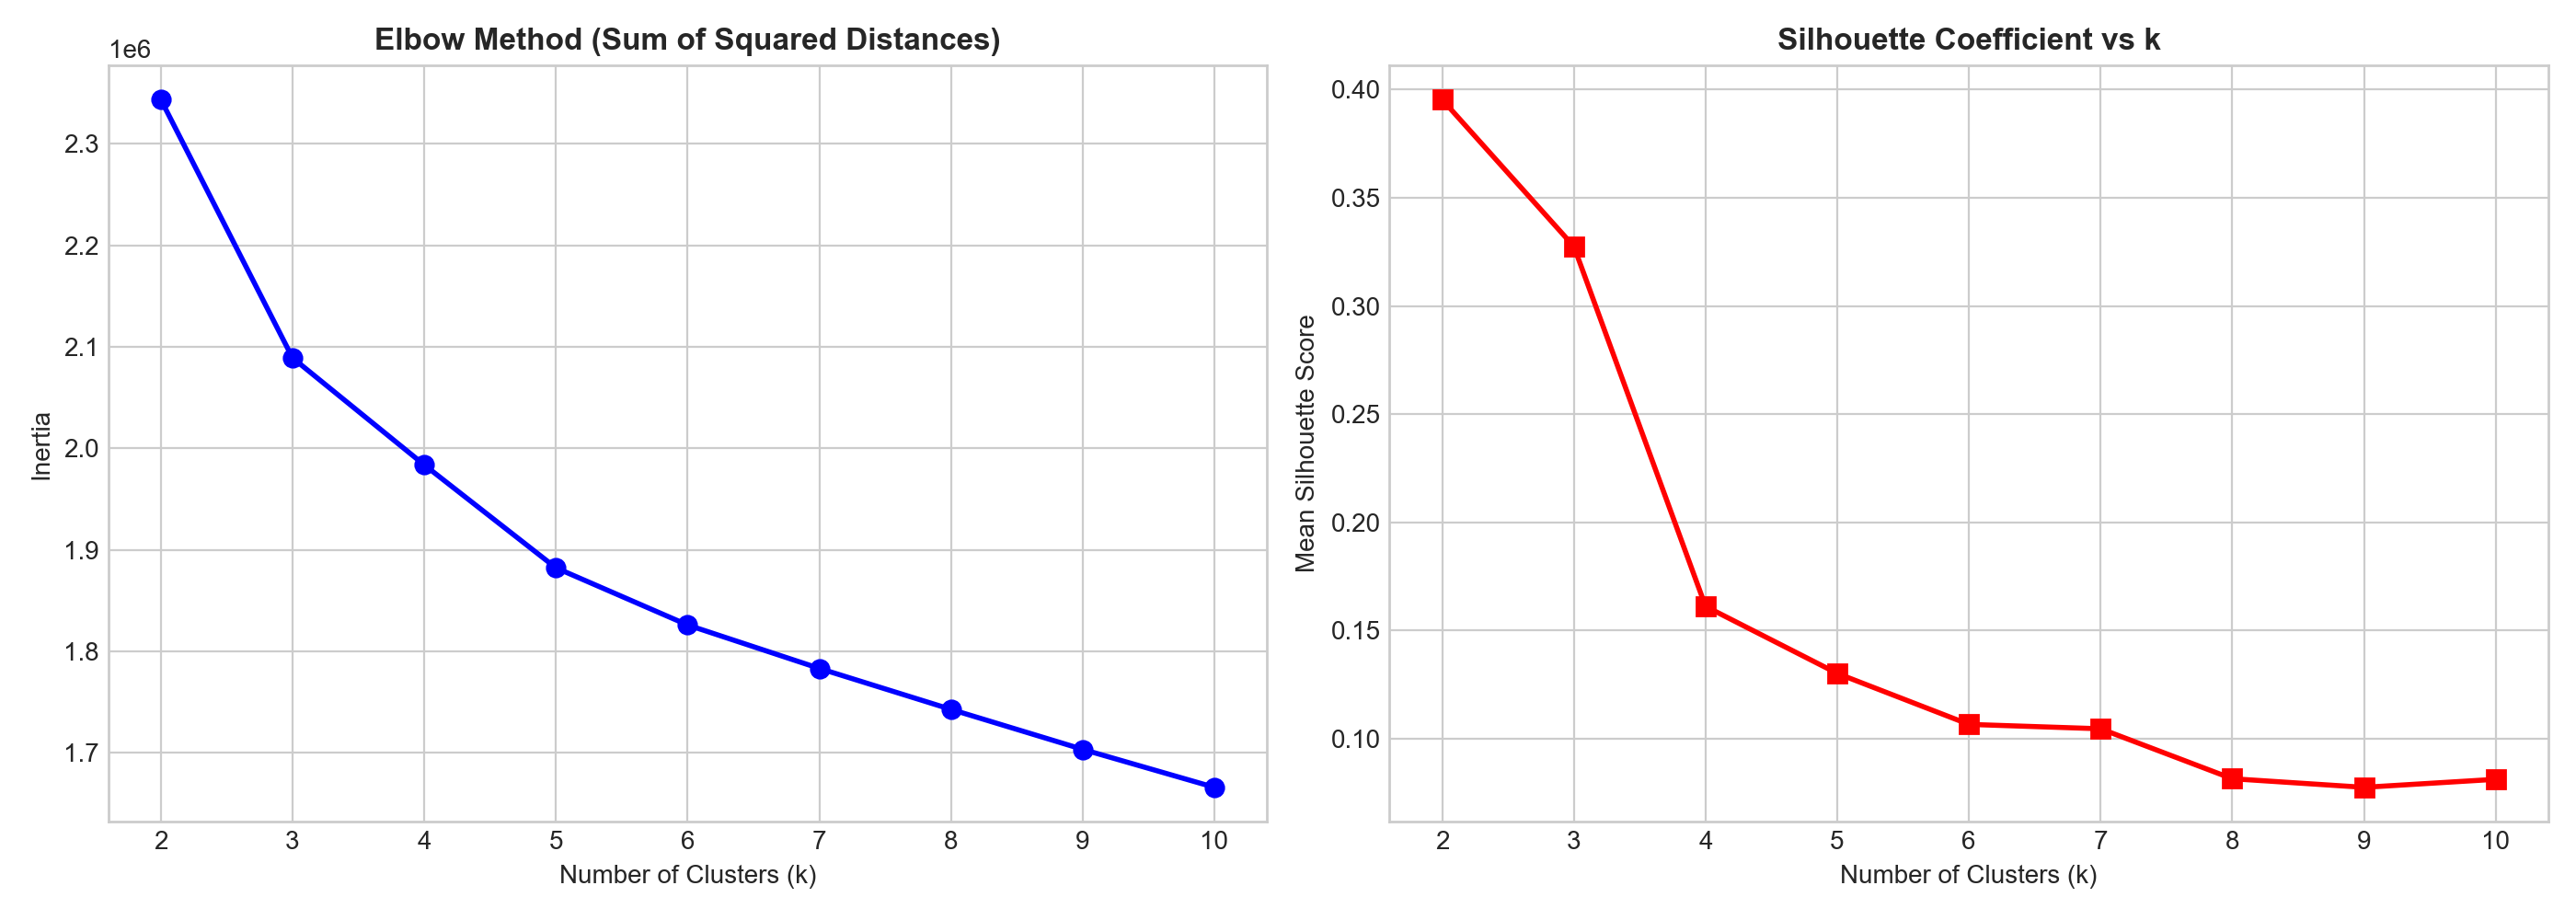 Elbow Method (Sum of Squared Distances)
1e6
2.3
2.2
2.1
2.0
1.9
1.8
1.7
Inertia
2 3 4 5 6 7 8 9 10
Number of Clusters (k)
Silhouette Coefficient vs k
0.40
0.35
0.30
0.25
0.20
0.15
0.10
Mean Silhouette Score
2 3 4 5 6 7 8 9 10
Number of Clusters (k)